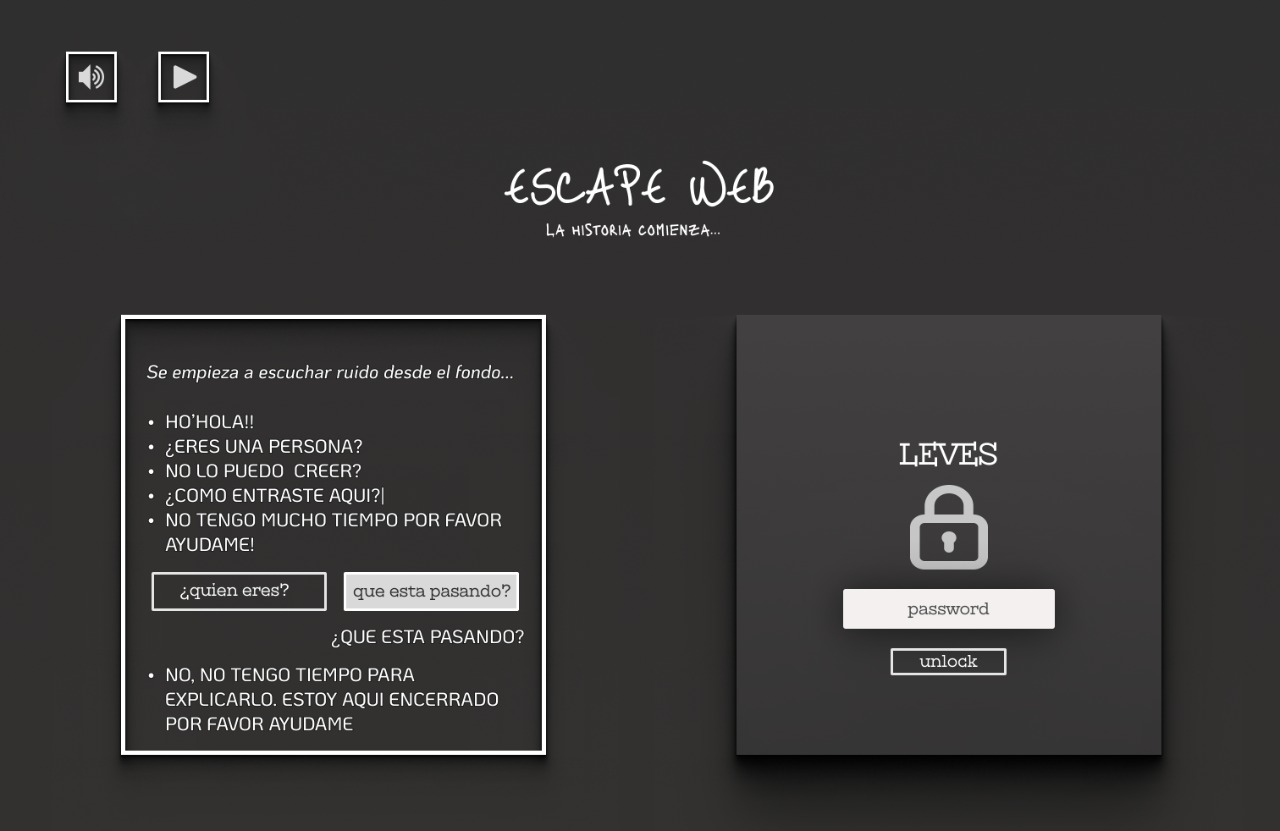 ESCAPE WEB
LA HISTORIA COMIENZA...
Se empieza a escuchar ruido desde el fondo...
• HO'HOLA!!
• ¿ERES UNA PERSONA?
• NO LO PUEDO  CREER?
• ¿COMO ENTRASTE AQUI?|
• NO TENGO MUCHO TIEMPO POR FAVOR
AYUDAME!
¿quien eres?
que esta pasando?
¿QUE ESTA PASANDO?
• NO, NO TENGO TIEMPO PARA
EXPLICARLO. ESTOY AQUI ENCERRADO
POR FAVOR AYUDAME
LEVES
password
unlock